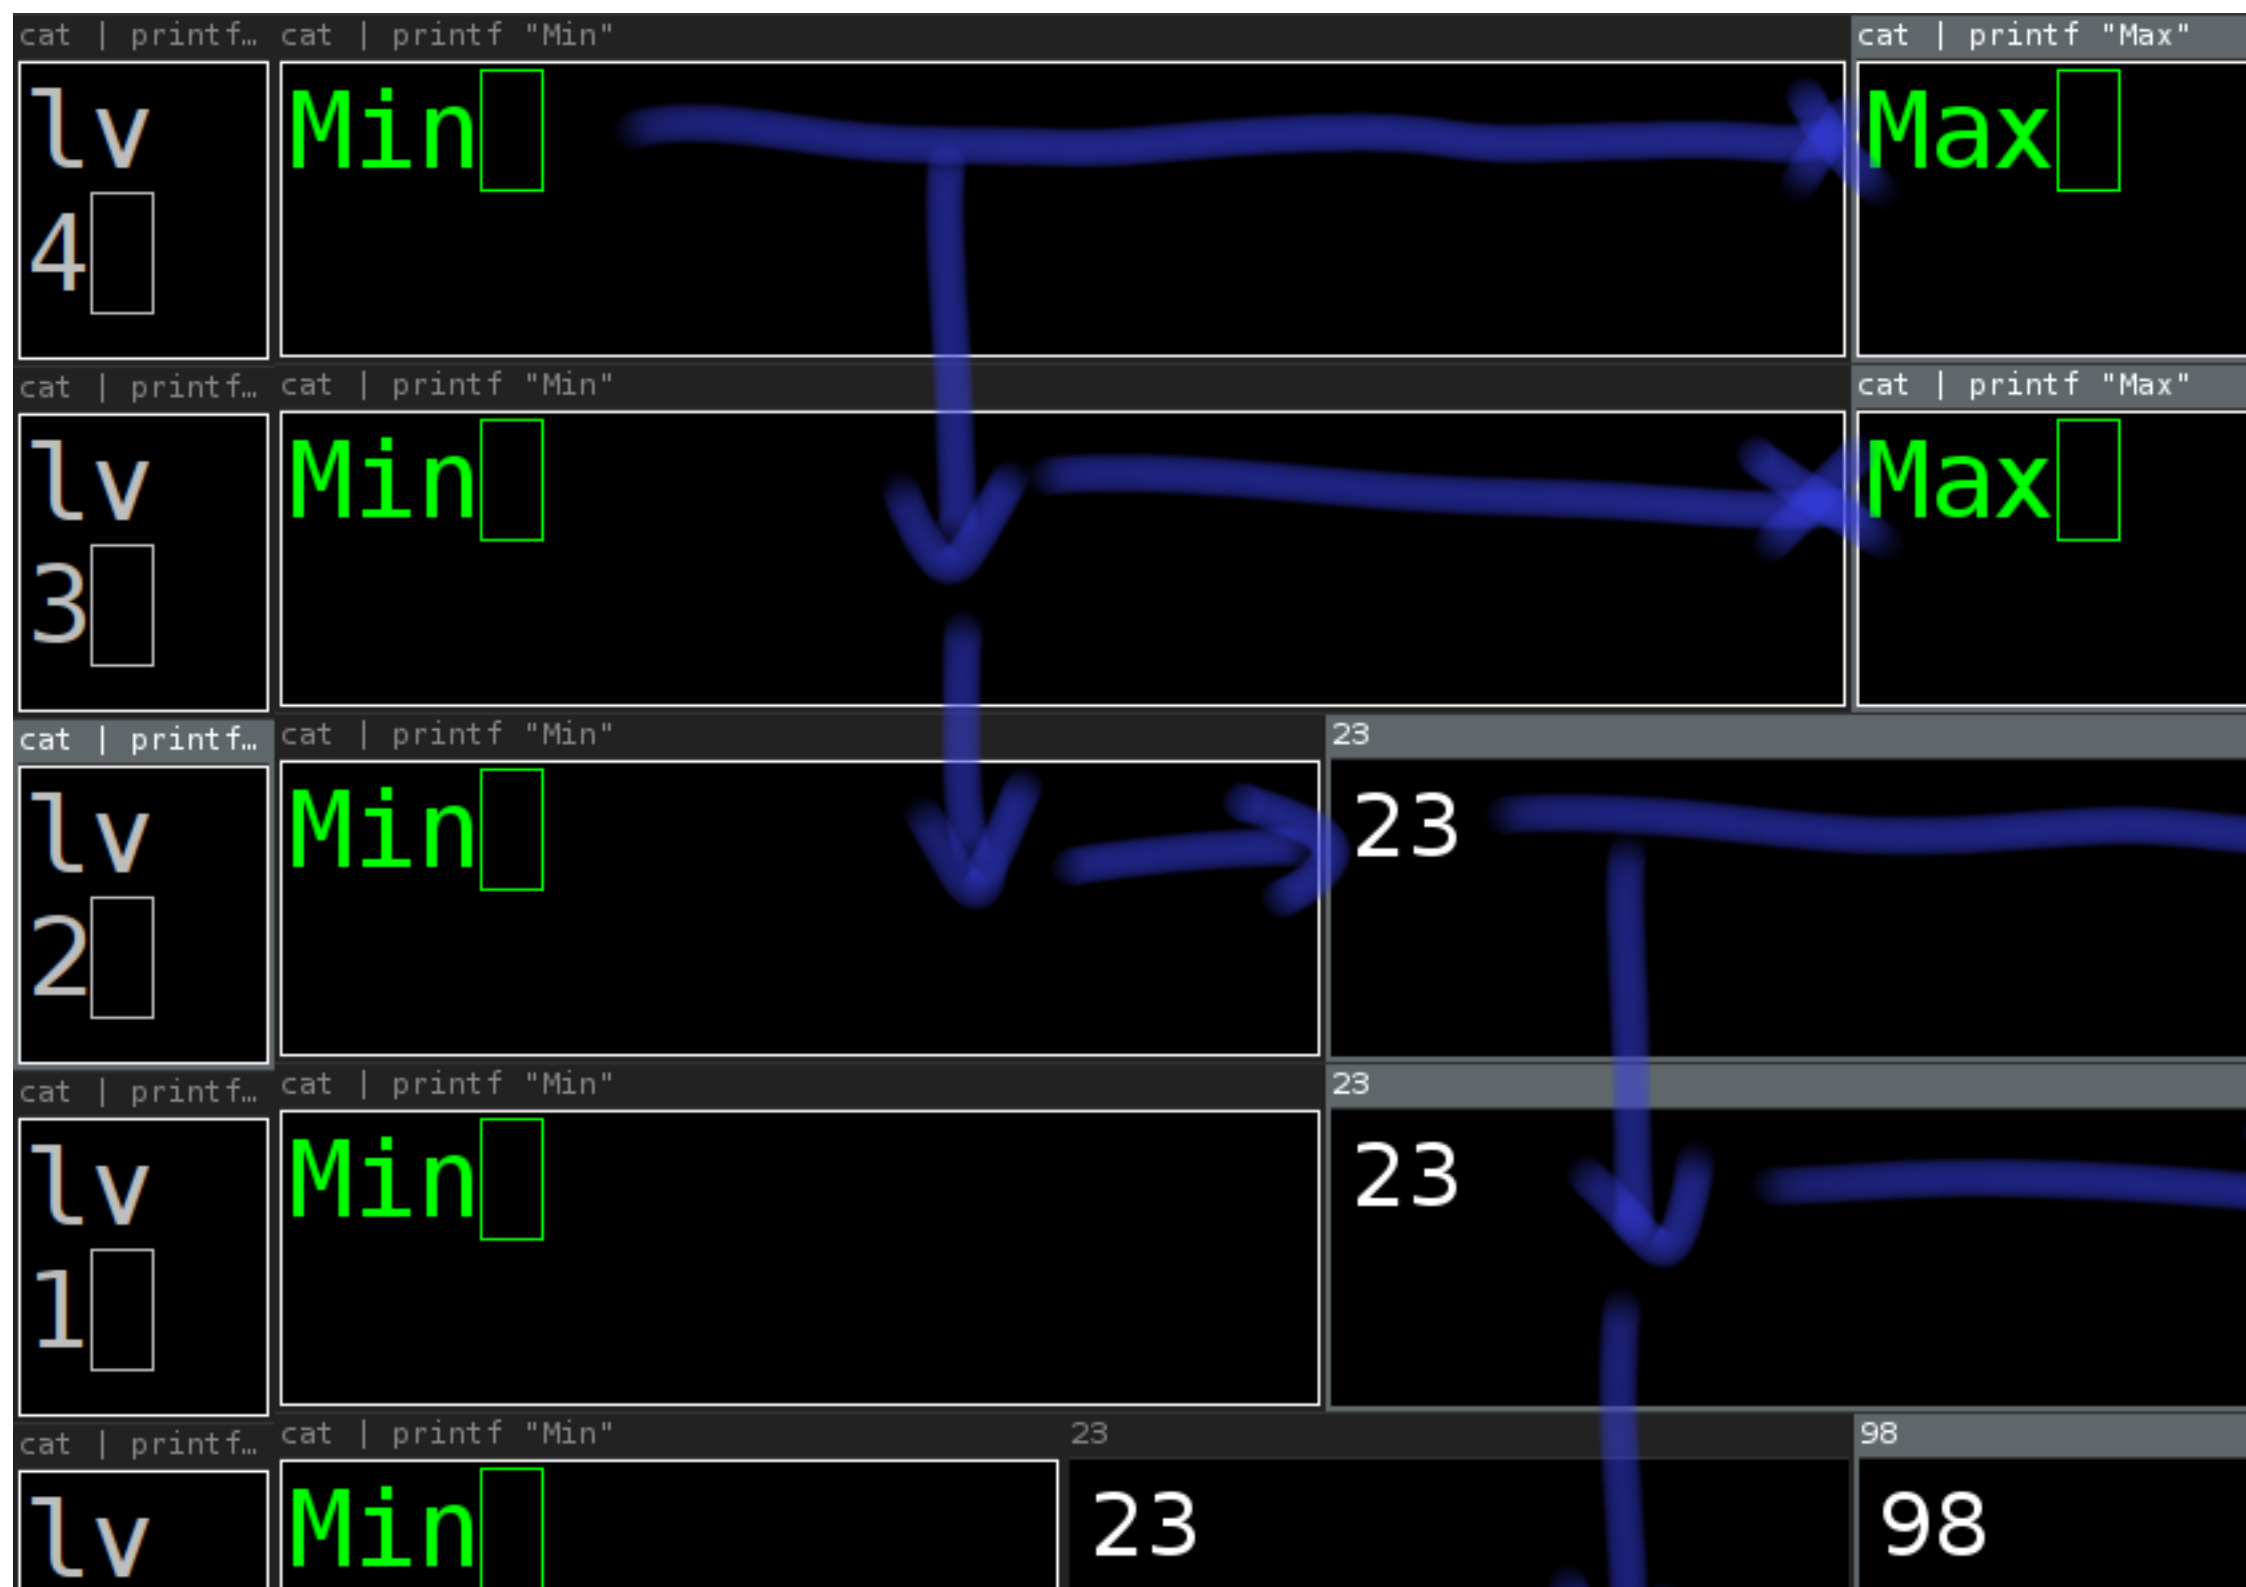 cat | printf… cat | printf "Min" cat | printf "Max"
lv Min Max
4
cat | printf… cat | printf "Min" cat | printf "Max"
lv Min Max
3
cat | printf… cat | printf "Min" 23
lv Min 23
2
cat | printf… cat | printf "Min" 23
lv Min 23
1
cat | printf… cat | printf "Min" 23 98
lv Min 23 98